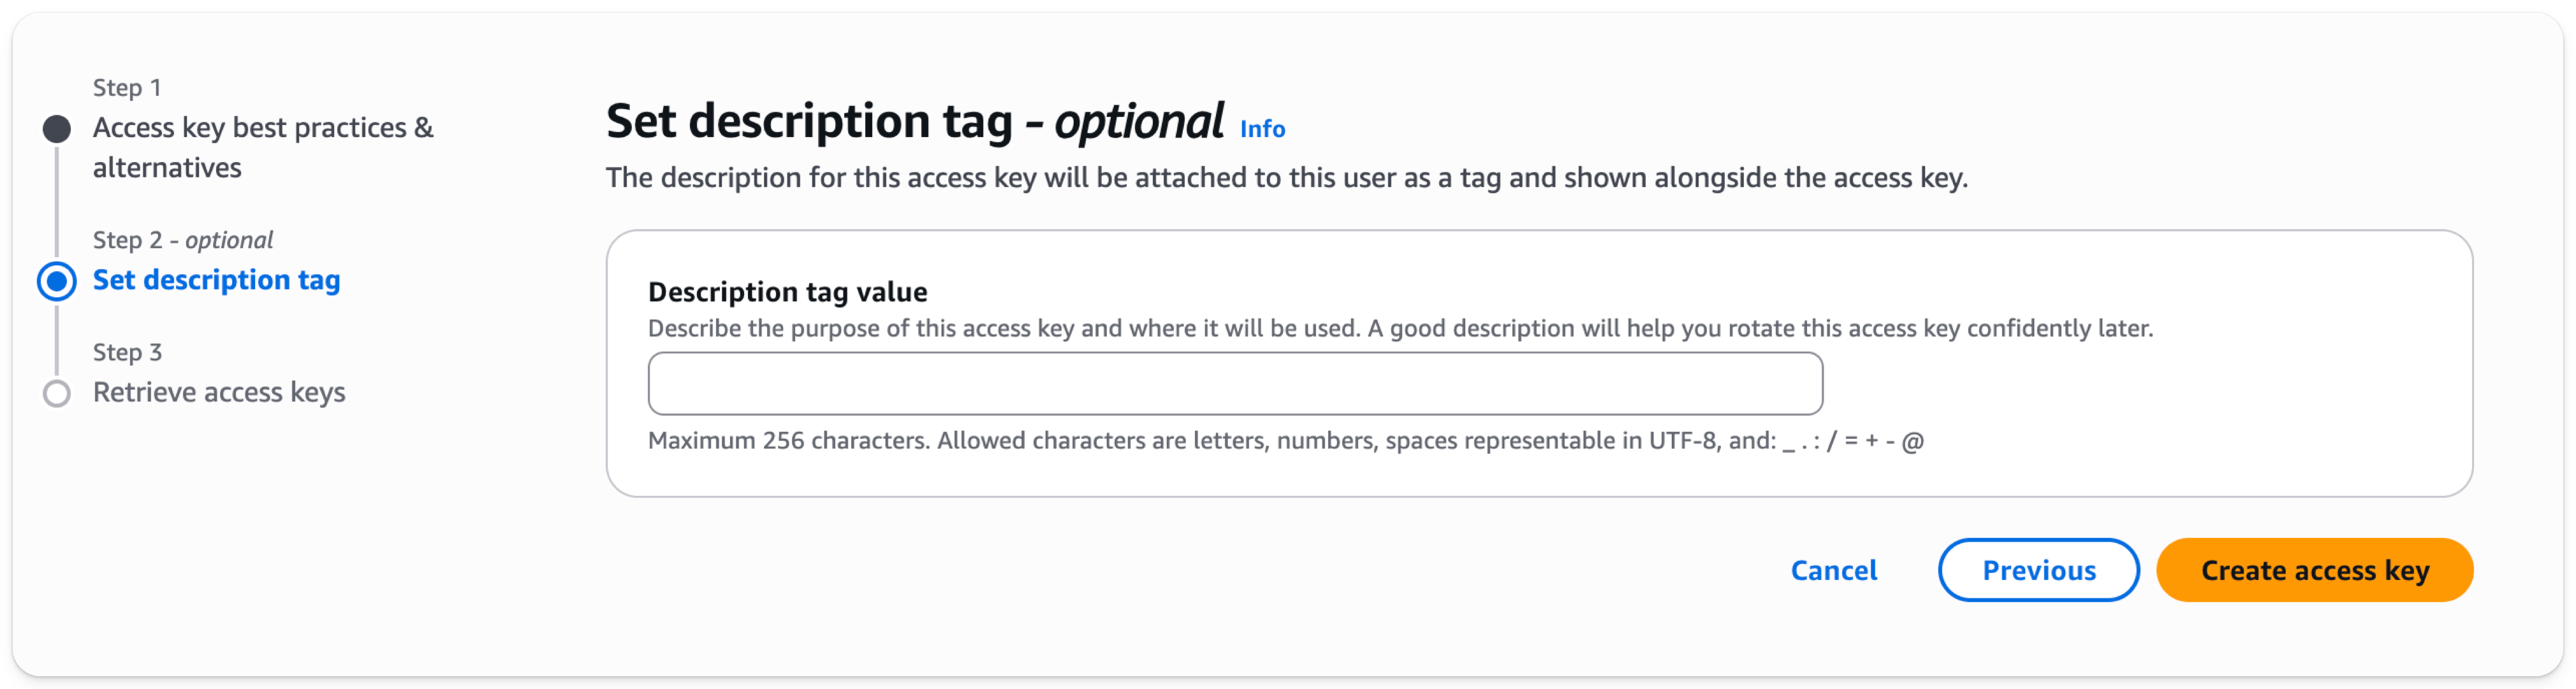 Step 1
Access key best practices &
alternatives
Step 2 - optional
Set description tag
Step 3
Retrieve access keys
Set description tag - optional Info
The description for this access key will be attached to this user as a tag and shown alongside the access key.
Description tag value
Describe the purpose of this access key and where it will be used. A good description will help you rotate this access key confidently later.
Maximum 256 characters. Allowed characters are letters, numbers, spaces representable in UTF-8, and: _ . : / = + - @
Cancel Previous Create access key